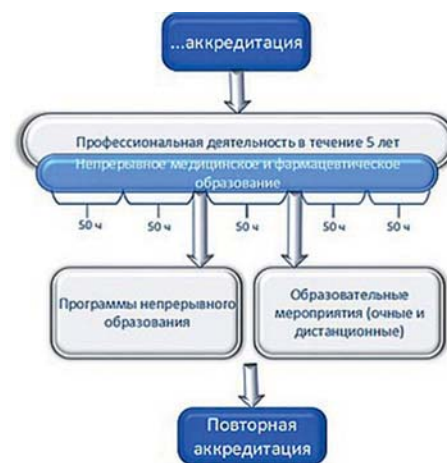 ...аккредитация
Профессиональная деятельность в течение 5 лет
Непрерывное медицинское и фармацевтическое
образование
50 ч 50 ч 50 ч 50 ч 50 ч
Программы непрерывного
образования
Образовательные
мероприятия (очные и
дистанционные)
Повторная
аккредитация